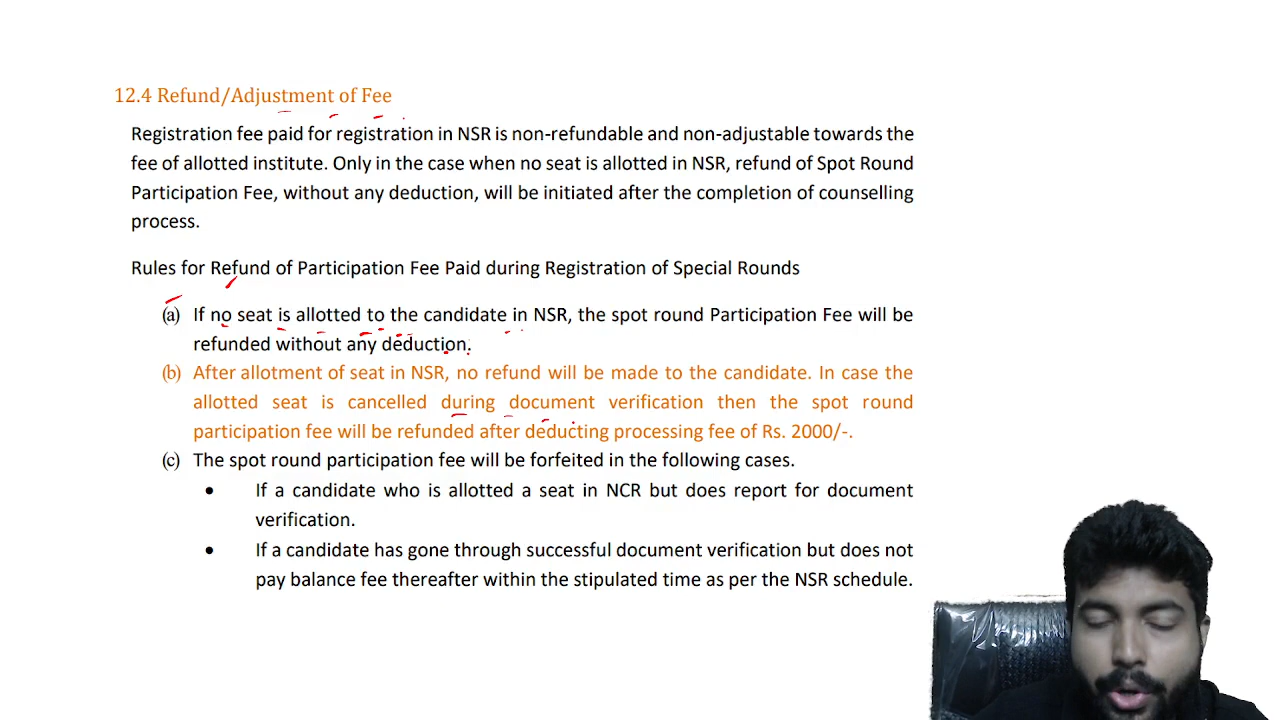 12.4 Refund/Adjustment of Fee
Registration fee paid for registration in NSR is non-refundable and non-adjustable towards the
fee of allotted institute. Only in the case when no seat is allotted in NSR, refund of Spot Round
Participation Fee, without any deduction, will be initiated after the completion of counselling
process.
Rules for Refund of Participation Fee Paid during Registration of Special Rounds
(a) If no seat is allotted to the candidate in NSR, the spot round Participation Fee will be
refunded without any deduction.
(b) After allotment of seat in NSR, no refund will be made to the candidate. In case the
allotted seat is cancelled during document verification then the spot round
participation fee will be refunded after deducting processing fee of Rs. 2000/-.
(c) The spot round participation fee will be forfeited in the following cases.
• If a candidate who is allotted a seat in NCR but does report for document
verification.
• If a candidate has gone through successful document verification but does not
pay balance fee thereafter within the stipulated time as per the NSR schedule.